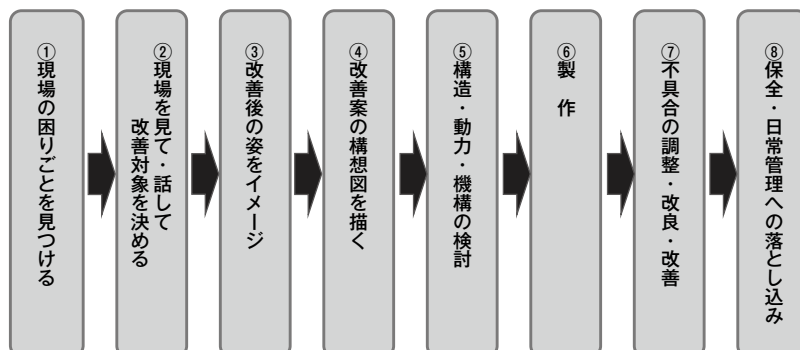 ①現場の困りごとを見つける
②現場を見て・話して
改善対象を決める
③改善後の姿をイメージ
④改善案の構想図を描く
⑤構造・動力・機構の検討
⑥製　作
⑦不具合の調整・改良・改善
⑧保全・日常管理への落とし込み